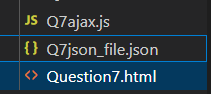 JS Q7ajax.js
{} Q7json_file.json
<> Question7.html